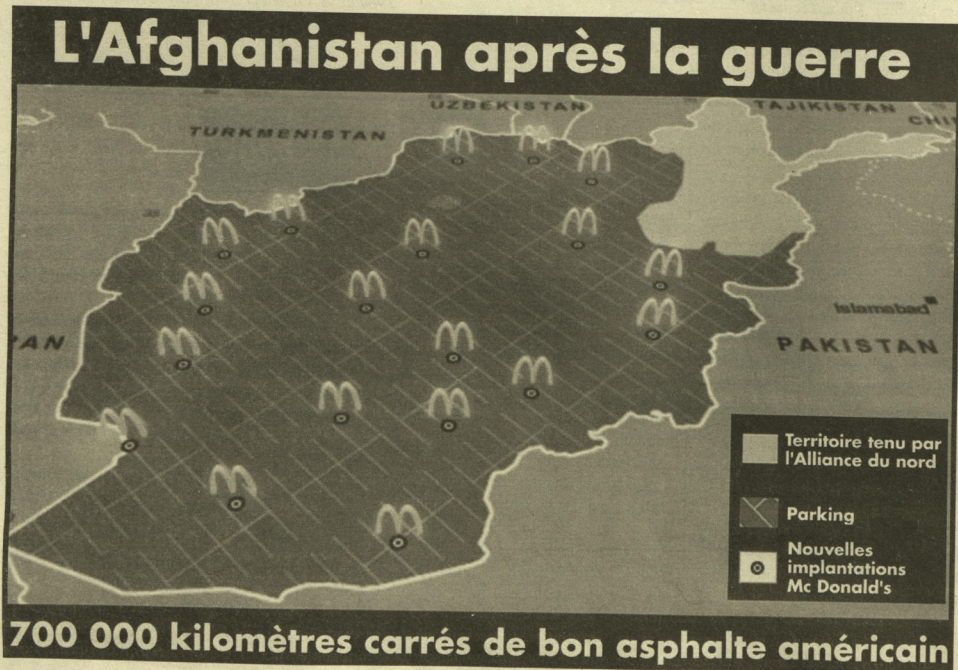 L'Afghanistan après la guerre
UZBEKISTAN
TAJIKISTAN
TURKMENISTAN
Islamabad
PAKISTAN
Territoire tenu par
l'Alliance du nord
Parking
Nouvelles
implantations
Mc Donald's
700 000 kilomètres carrés de bon asphalte américain